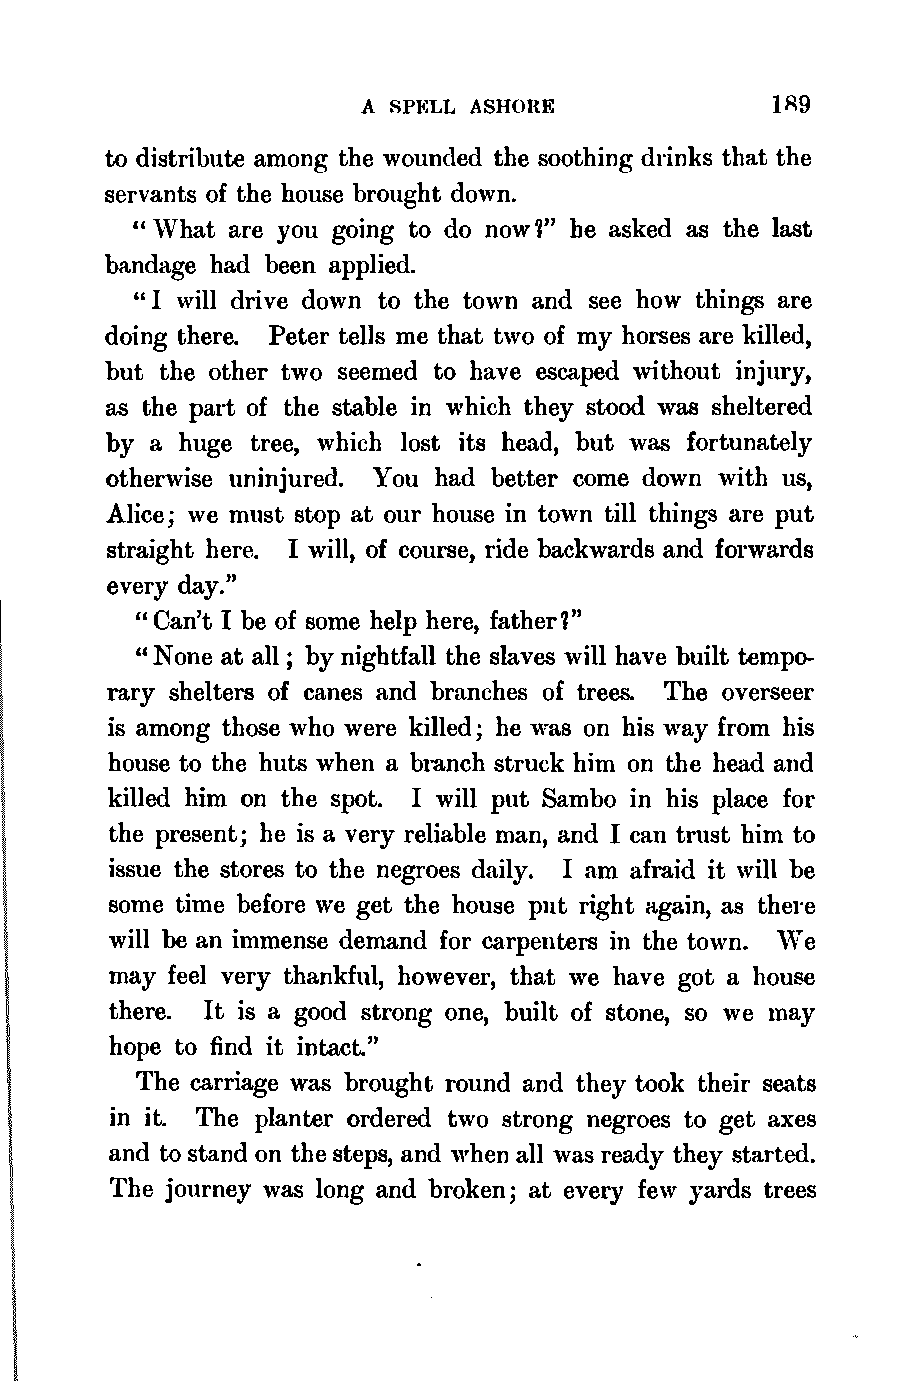 A SPELL ASHORE 189
to distribute among the wounded the soothing drinks that the
servants of the house brought down.
"What are you going to do now?" he asked as the last
bandage had been applied.
"I will drive down to the town and see how things are
doing there. Peter tells me that two of my horses are killed,
but the other two seemed to have escaped without injury,
as the part of the stable in which they stood was sheltered
by a huge tree, which lost its head, but was fortunately
otherwise uninjured. You had better come down with us,
Alice; we must stop at our house in town till things are put
straight here. I will, of course, ride backwards and forwards
every day."
"Can't I be of some help here, father?"
"None at all; by nightfall the slaves will have built tempo-
rary shelters of canes and branches of trees. The overseer
is among those who were killed; he was on his way from his
house to the huts when a branch struck him on the head and
killed him on the spot. I will put Sambo in his place for
the present; he is a very reliable man, and I can trust him to
issue the stores to the negroes daily. I am afraid it will be
some time before we get the house put right again, as there
will be an immense demand for carpenters in the town. We
may feel very thankful, however, that we have got a house
there. It is a good strong one, built of stone, so we may
hope to find it intact."
The carriage was brought round and they took their seats
in it. The planter ordered two strong negroes to get axes
and to stand on the steps, and when all was ready they started.
The journey was long and broken; at every few yards trees